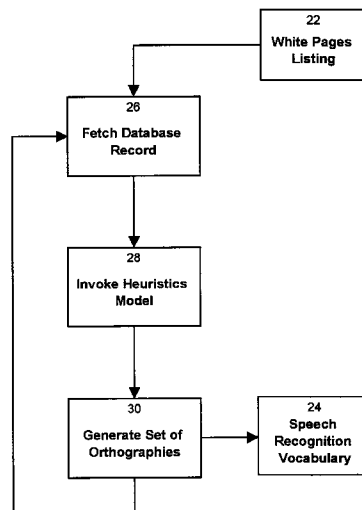 22
White Pages
Listing
26
Fetch Database
Record
28
Invoke Heuristics
Model
30
Generate Set of
Orthographies
24
Speech
Recognition
Vocabulary